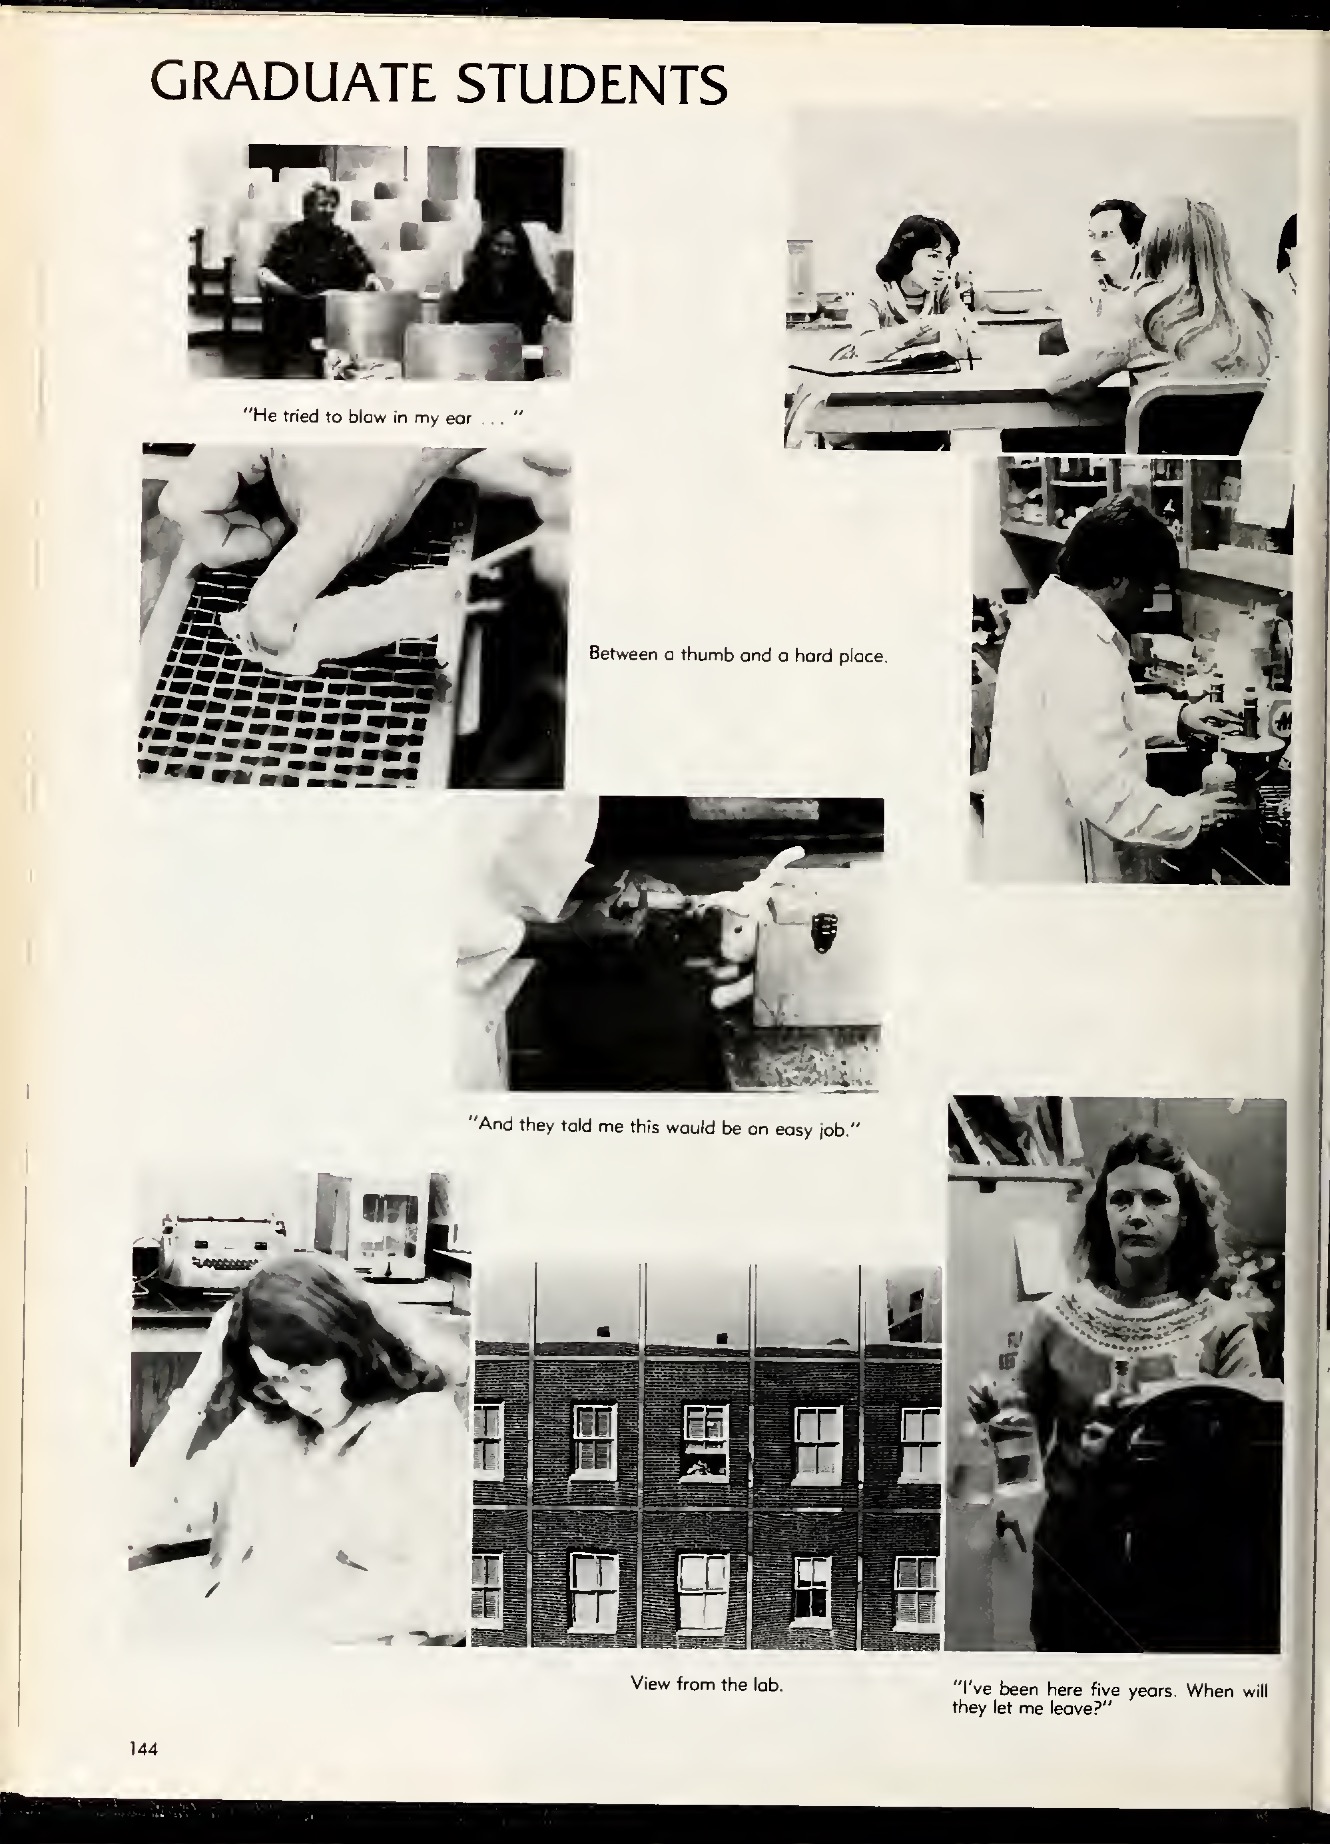 GRADUATE STUDENTS
"He tried to blow in my ear . . . "
Between a thumb and a hard place.
"And they told me this would be an easy job."
View from the lab.
"I've been here five years. When will
they let me leave?"
144